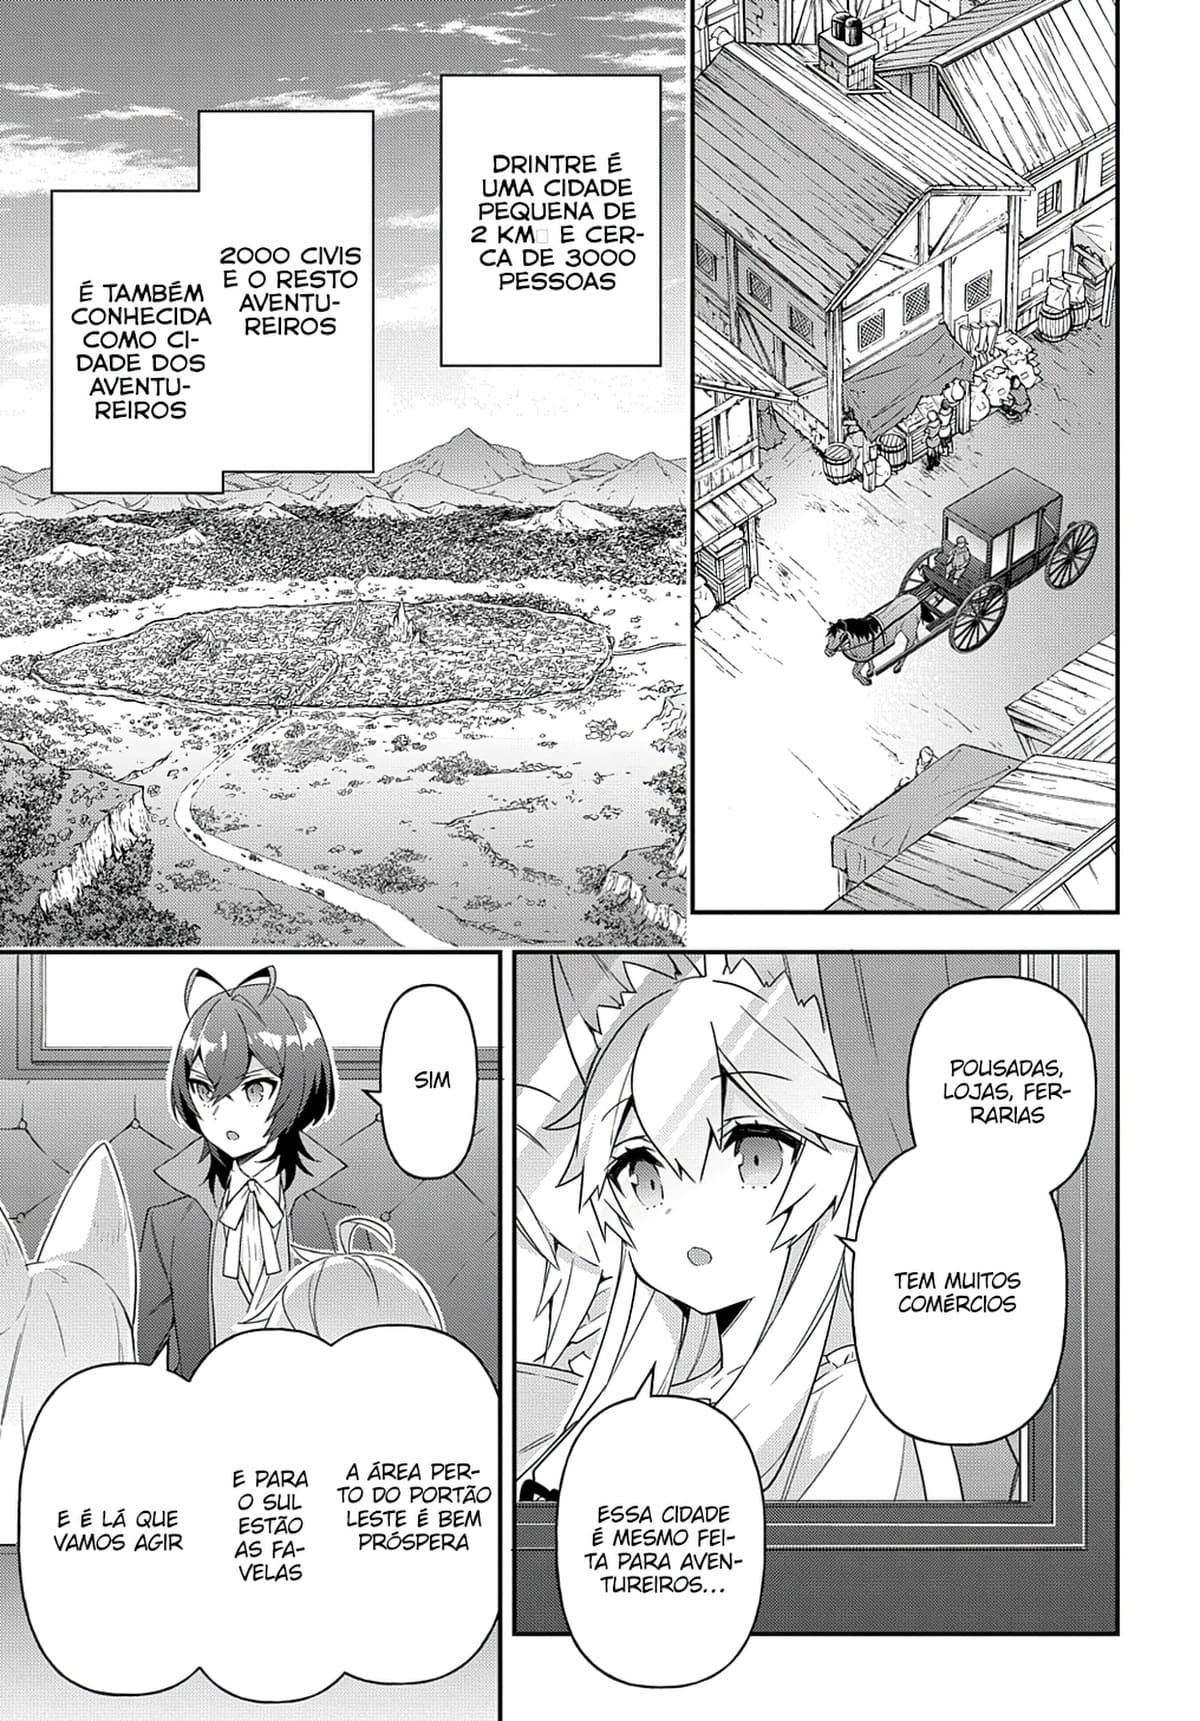 DRINTRE É
UMA CIDADE
PEQUENA DE
2 KM□ E CER-
CA DE 3000
PESSOAS
2000 CIVIS
E O RESTO
AVENTU-
REIROS
É TAMBÉM
CONHECIDA
COMO CI-
DADE DOS
AVENTU-
REIROS
POUSADAS,
LOJAS, FER-
RARIAS
TEM MUITOS
COMÉRCIOS
ESSA CIDADE
É MESMO FEI-
TA PARA AVEN-
TUREIROS...
SIM
A ÁREA PER-
TO DO PORTÃO
LESTE É BEM
PRÓSPERA
E PARA
O SUL
ESTÃO
AS FA-
VELAS
E É LÁ QUE
VAMOS AGIR